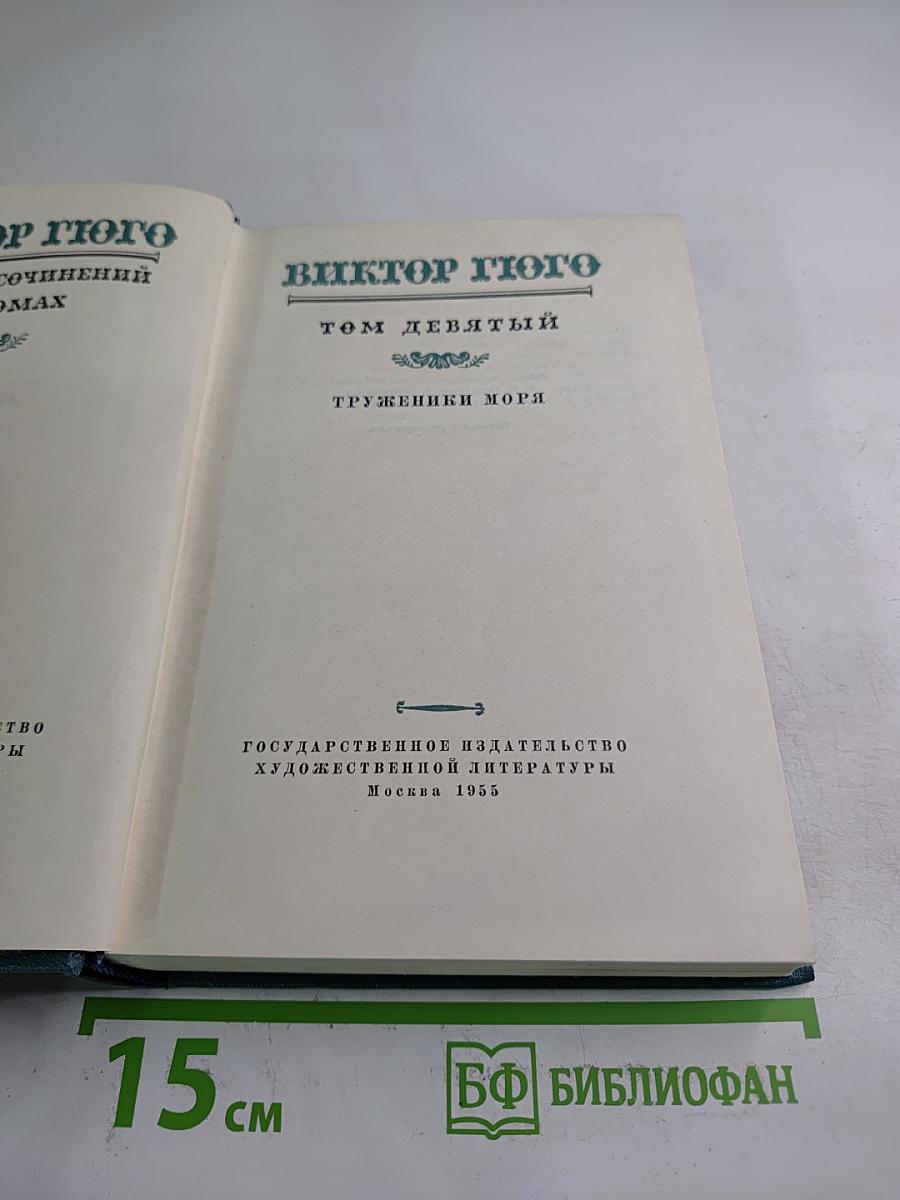 ОР ГЮГО
СОЧИНЕНИЙ
ОМАХ
СТВО
РЫ
ВИКТОР ГЮГО
ТОМ ДЕВЯТЫЙ
ТРУЖЕНИКИ МОРЯ
ГОСУДАРСТВЕННОЕ ИЗДАТЕЛЬСТВО
ХУДОЖЕСТВЕННОЙ ЛИТЕРАТУРЫ
Москва 1955
15 см
БФ БИБЛИОФАН